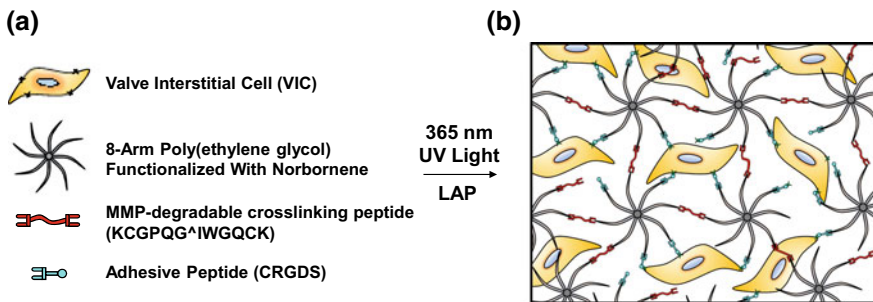 (a)
Valve Interstitial Cell (VIC)
8-Arm Poly(ethylene glycol)
Functionalized With Norbornene
MMP-degradable crosslinking peptide
(KCGPQG^IWGQCK)
Adhesive Peptide (CRGDS)
365 nm
UV Light
LAP
(b)